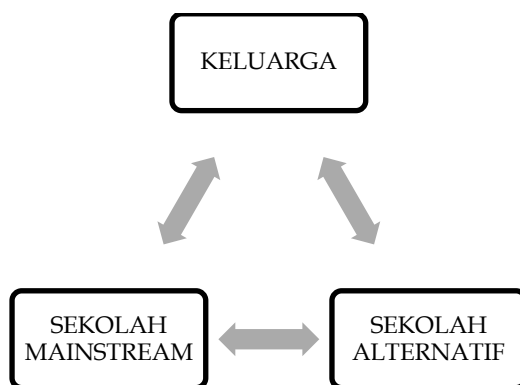 KELUARGA
SEKOLAH
MAINSTREAM
SEKOLAH
ALTERNATIF